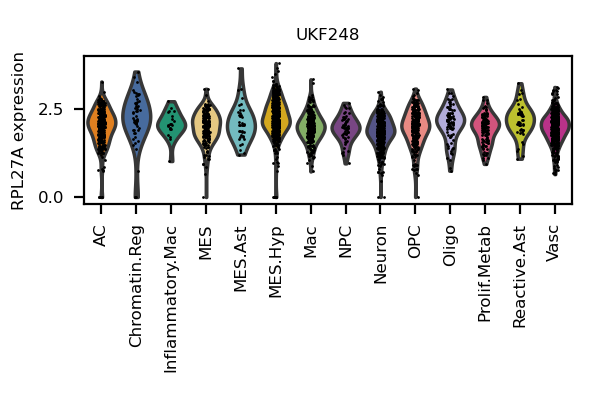 UKF248
RPL27A expression
2.5
0.0
AC
Chromatin.Reg
Inflammatory.Mac
MES
MES.Ast
MES.Hyp
Mac
NPC
Neuron
OPC
Oligo
Prolif.Metab
Reactive.Ast
Vasc